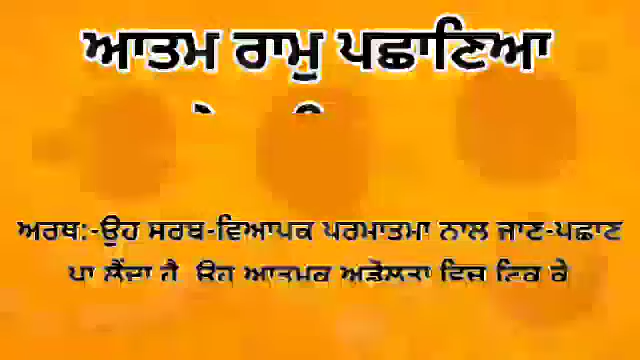 ਆਤਮ ਰਾਮੁ ਪਛਾਣਿਆ
ਅਰਥ:-ਉਹ ਸਰਬ-ਵਿਆਪਕ ਪਰਮਾਤਮਾ ਨਾਲ ਜਾਣ-ਪਛਾਣ
ਪਾ ਲੈਂਦਾ ਹੈ, ਉਹ ਆਤਮਕ ਅਡੋਲਤਾ ਵਿਚ ਟਿਕ ਕੇ